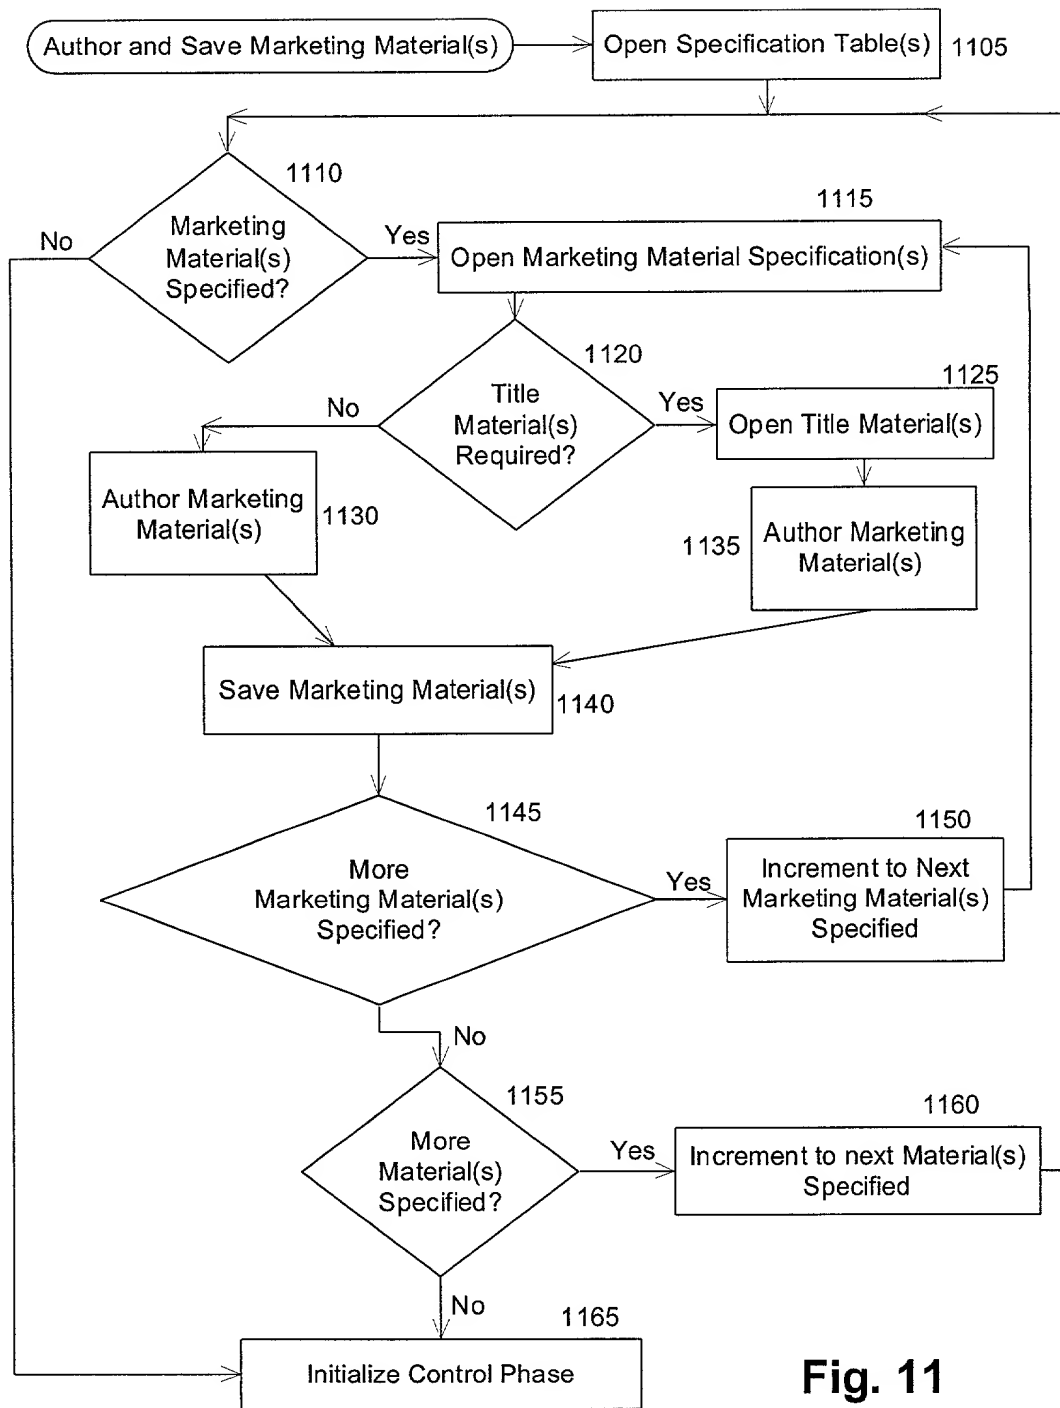 Author and Save Marketing Material(s)
Open Specification Table(s)
1105
1110
Marketing
Material(s)
Specified?
No
Yes
1115
Open Marketing Material Specification(s)
1120
Title
Material(s)
Required?
No
Yes
1125
Open Title Material(s)
Author Marketing
Material(s)
1130
1135
Author Marketing
Material(s)
Save Marketing Material(s)
1140
1145
More
Marketing Material(s)
Specified?
Yes
1150
Increment to Next
Marketing Material(s)
Specified
No
1155
More
Material(s)
Specified?
Yes
1160
Increment to next Material(s)
Specified
No
1165
Initialize Control Phase
Fig. 11